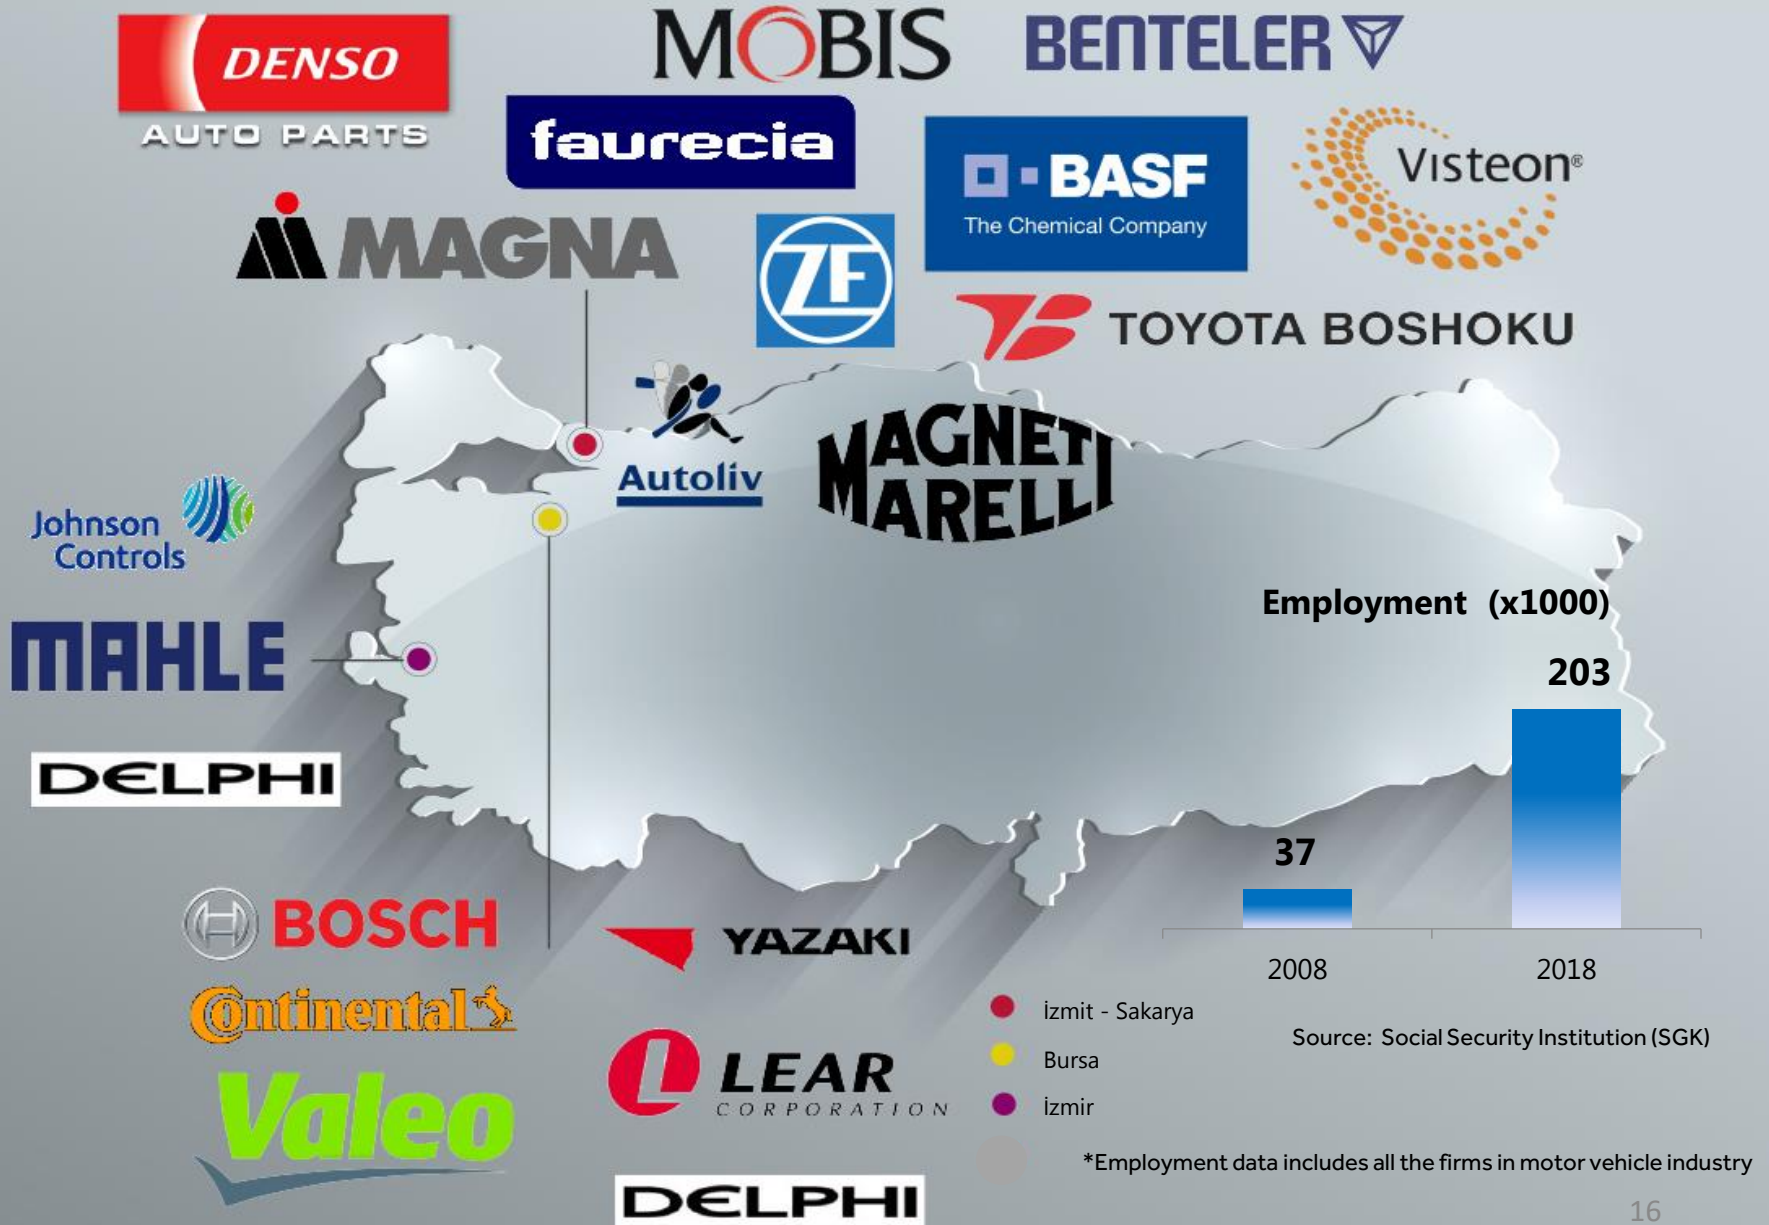 DENSO
AUTO PARTS
MOBIS
BENTELER
faurecia
BASF
The Chemical Company
Visteon®
MAGNA
ZF
TOYOTA BOSHOKU
Autoliv
MAGNETI
MARELLI
Johnson
Controls
MAHLE
DELPHI
Employment (x1000)
203
37
2008
2018
Source: Social Security Institution (SGK)
BOSCH
Continental
Valeo
YAZAKI
LEAR
CORPORATION
DELPHI
İzmit - Sakarya
Bursa
İzmir
*Employment data includes all the firms in motor vehicle industry
16